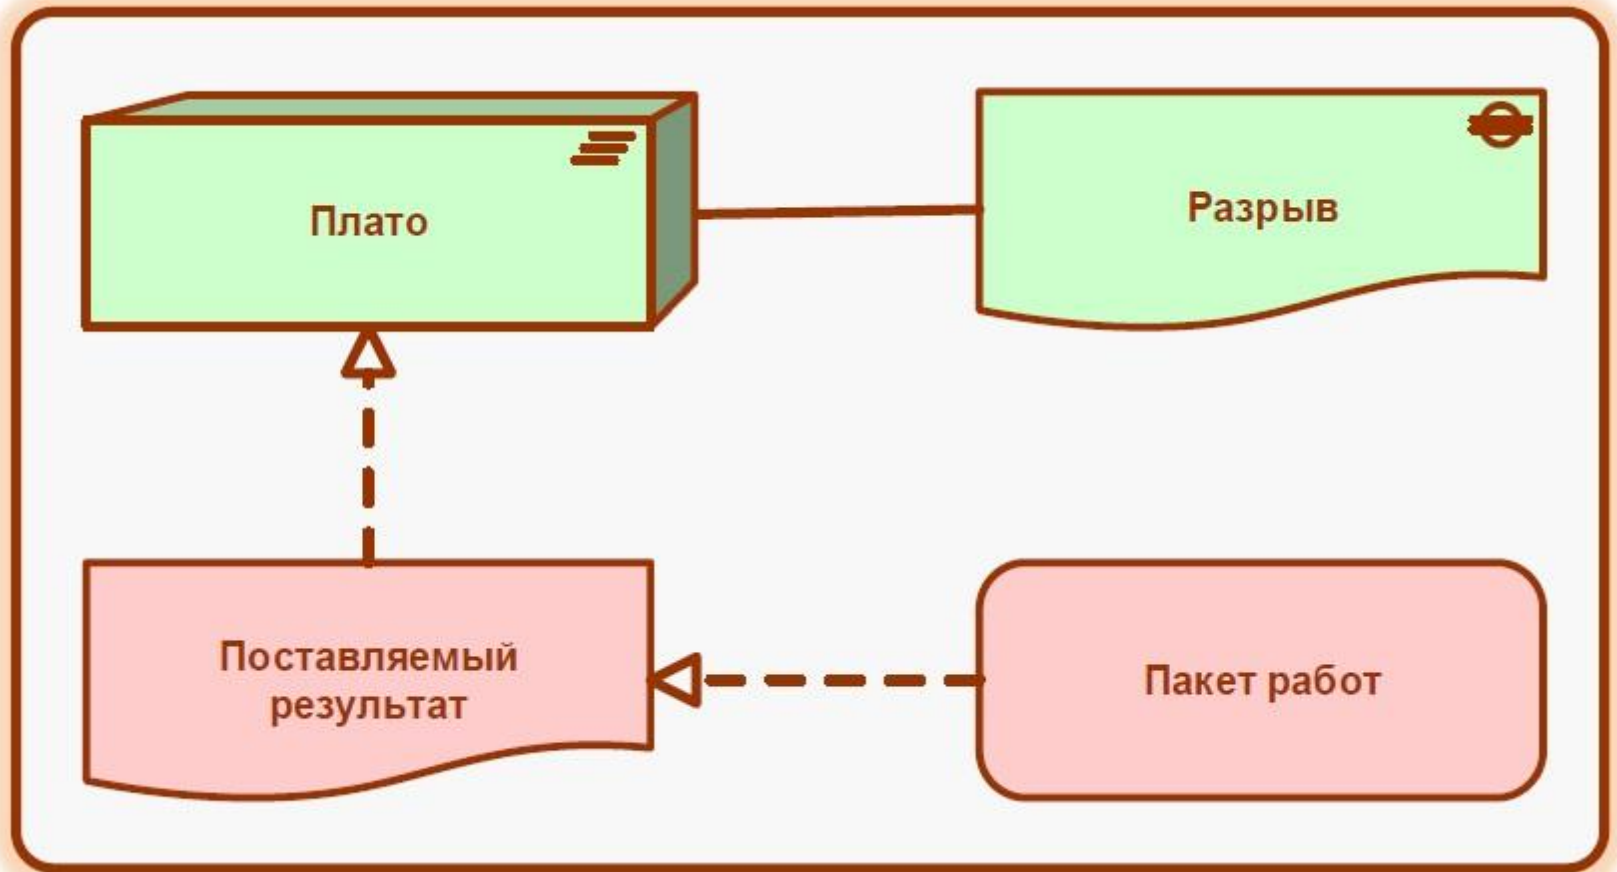 Плато
Разрыв
Поставляемый
результат
Пакет работ